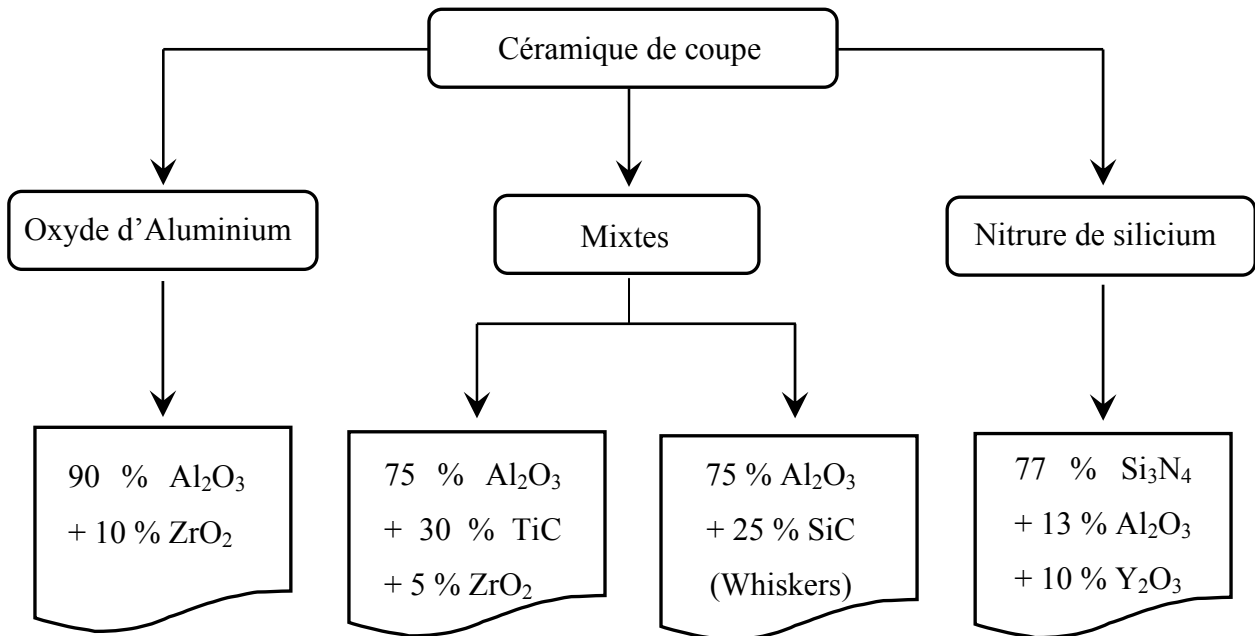 Céramique de coupe
Oxyde d’Aluminium
Mixtes
Nitrure de silicium
90 % Al₂O₃
+ 10 % ZrO₂
75 % Al₂O₃
+ 30 % TiC
+ 5 % ZrO₂
75 % Al₂O₃
+ 25 % SiC
(Whiskers)
77 % Si₃N₄
+ 13 % Al₂O₃
+ 10 % Y₂O₃